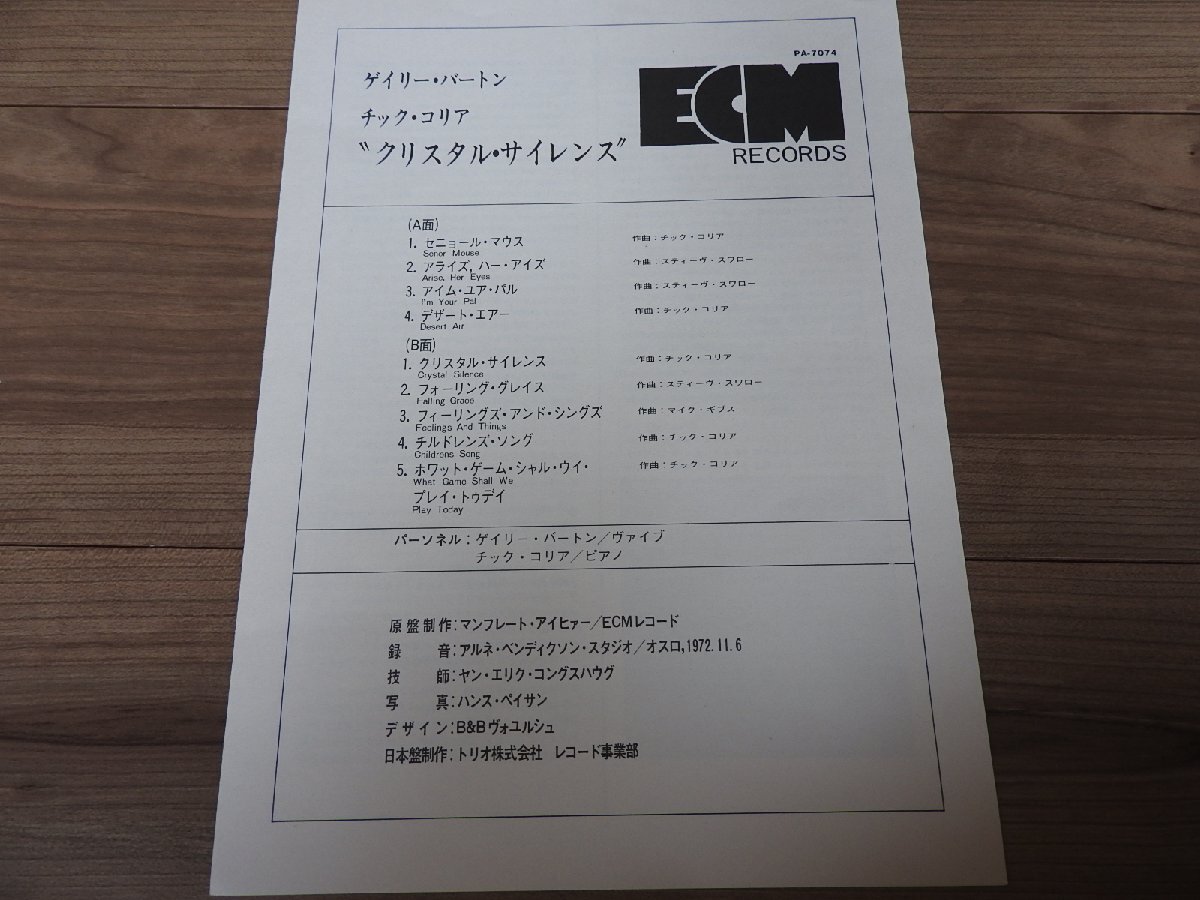 PA-7074
ゲイリー・バートン
チック・コリア
"クリスタル・サイレンス"
ECM
RECORDS
(A面)
1. セニョール・マウス 作曲：チック・コリア
Senor Mouse
2. アライズ, ハー・アイズ 作曲：スティーヴ・スワロー
Arise, Her Eyes
3. アイム・ユア・パル 作曲：スティーヴ・スワロー
I'm Your Pal
4. デザート・エアー 作曲：チック・コリア
Desert Air
(B面)
1. クリスタル・サイレンス 作曲：チック・コリア
Crystal Silence
2. フォーリング・グレイス 作曲：スティーヴ・スワロー
Falling Grace
3. フィーリングズ・アンド・シングズ 作曲：マイク・ギブス
Feelings And Things
4. チルドレンズ・ソング 作曲：チック・コリア
Childrens Song
5. ホワット・ゲーム・シャル・ウイ・ 作曲：チック・コリア
What Game Shall We
プレイ・トゥデイ
Play Today
パーソネル：ゲイリー・バートン／ヴァイブ
チック・コリア／ピアノ
原盤制作：マンフレート・アイヒァー／ECMレコード
録音：アルネ・ベンディクソン・スタジオ／オスロ, 1972. 11. 6
技師：ヤン・エリク・コングスハウグ
写真：ハンス・ペイサン
デザイン：B&Bヴォユルシュ
日本盤制作：トリオ株式会社 レコード事業部